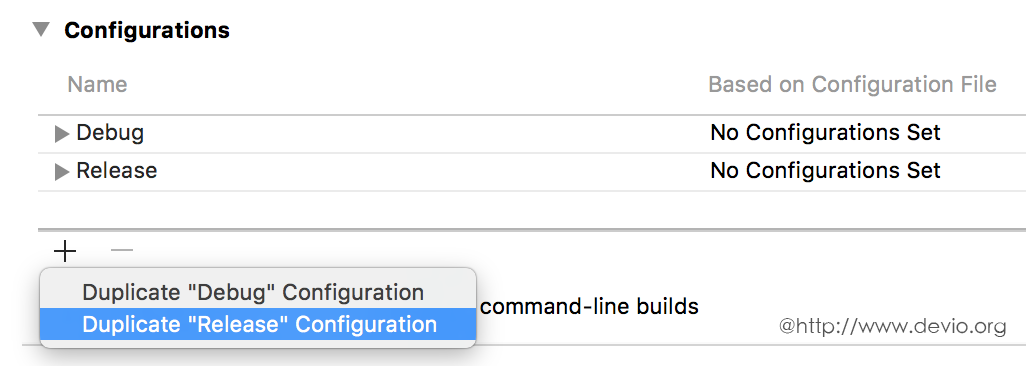 Configurations
Name Based on Configuration File
Debug No Configurations Set
Release No Configurations Set
Duplicate "Debug" Configuration
Duplicate "Release" Configuration
command-line builds
@http://www.devio.org